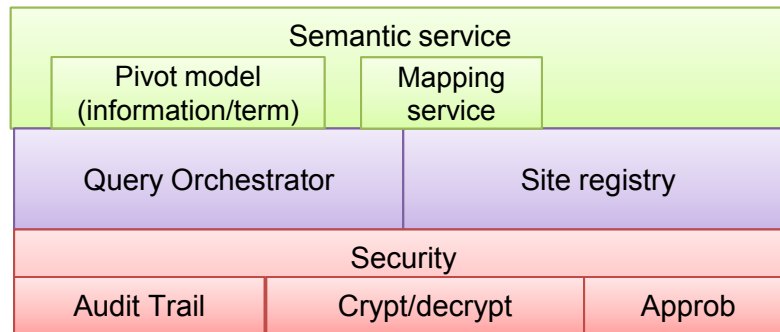 Semantic service
Pivot model
(information/term)
Mapping
service
Query Orchestrator
Site registry
Security
Audit Trail
Crypt/decrypt
Approb